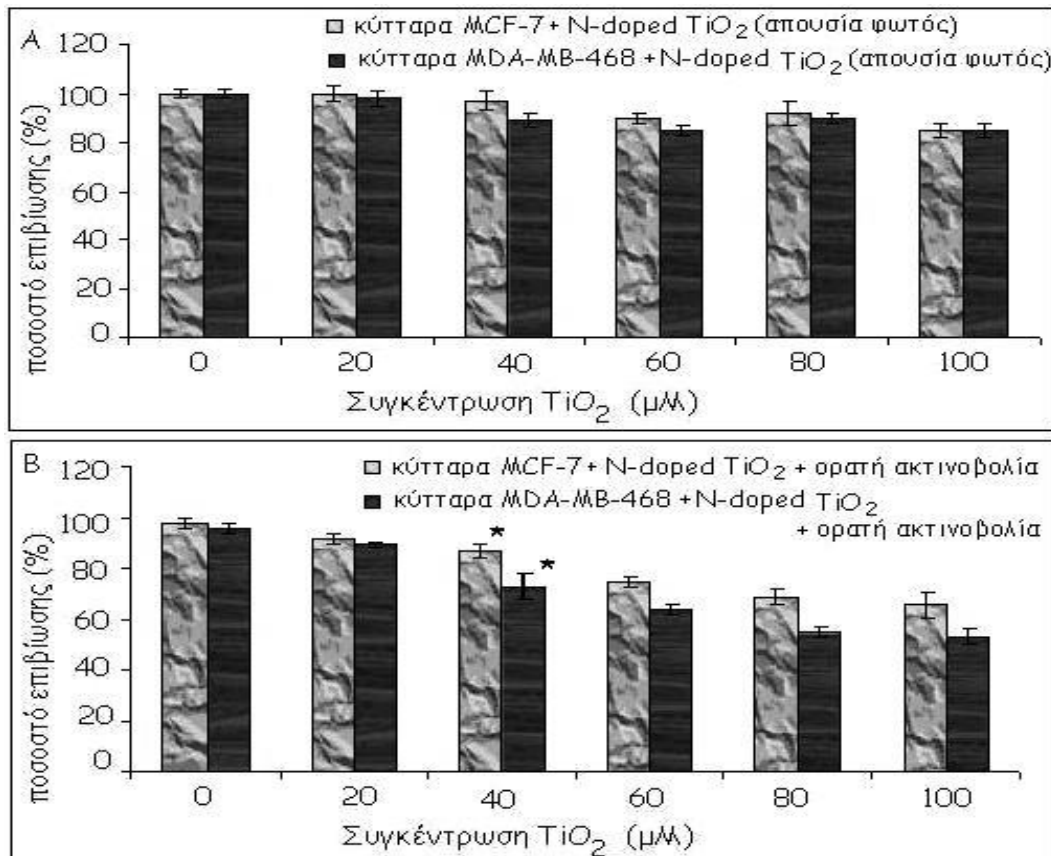 A
κύτταρα MCF-7 + N-doped TiO2 (απουσία φωτός)
κύτταρα MDA-MB-468 +N-doped TiO2 (απουσία φωτός)
ποσοστό επιβίωσης (%)
120
100
80
60
40
20
0
0 20 40 60 80 100
Συγκέντρωση TiO2 (μM)
B
κύτταρα MCF-7 + N-doped TiO2 + ορατή ακτινοβολία
κύτταρα MDA-MB-468 +N-doped TiO2
+ ορατή ακτινοβολία
ποσοστό επιβίωσης (%)
120
100
80
60
40
20
0
* *
0 20 40 60 80 100
Συγκέντρωση TiO2 (μM)